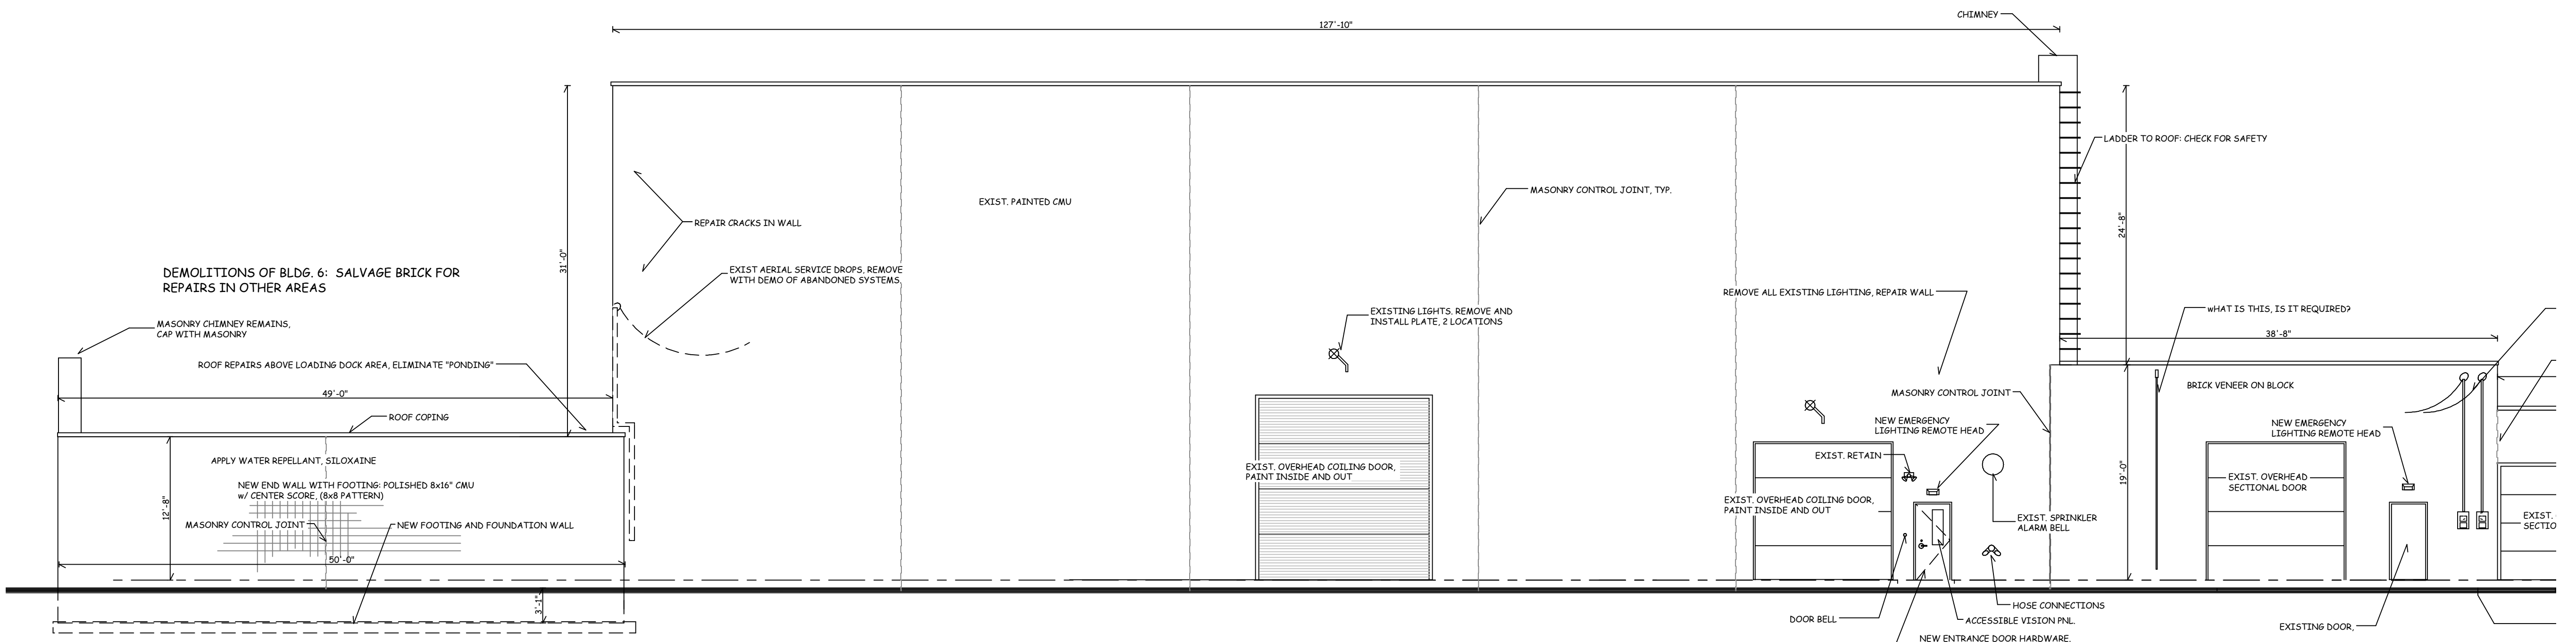 CHIMNEY
127'-10"
LADDER TO ROOF: CHECK FOR SAFETY
24'-8"
MASONRY CONTROL JOINT, TYP.
EXIST. PAINTED CMU
REPAIR CRACKS IN WALL
31'-0"
EXIST AERIAL SERVICE DROPS, REMOVE
WITH DEMO OF ABANDONED SYSTEMS
DEMOLITIONS OF BLDG. 6: SALVAGE BRICK FOR
REPAIRS IN OTHER AREAS
REMOVE ALL EXISTING LIGHTING, REPAIR WALL
EXISTING LIGHTS. REMOVE AND
INSTALL PLATE, 2 LOCATIONS
wHAT IS THIS, IS IT REQUIRED?
MASONRY CHIMNEY REMAINS,
CAP WITH MASONRY
38'-8"
ROOF REPAIRS ABOVE LOADING DOCK AREA, ELIMINATE "PONDING"
49'-0"
BRICK VENEER ON BLOCK
MASONRY CONTROL JOINT
ROOF COPING
NEW EMERGENCY
LIGHTING REMOTE HEAD
NEW EMERGENCY
LIGHTING REMOTE HEAD
EXIST. RETAIN
APPLY WATER REPELLANT, SILOXAINE
EXIST. OVERHEAD COILING DOOR,
PAINT INSIDE AND OUT
19'-0"
EXIST. OVERHEAD
SECTIONAL DOOR
NEW END WALL WITH FOOTING: POLISHED 8x16" CMU
w/ CENTER SCORE, (8x8 PATTERN)
12'-8"
EXIST. OVERHEAD COILING DOOR,
PAINT INSIDE AND OUT
MASONRY CONTROL JOINT
NEW FOOTING AND FOUNDATION WALL
EXIST. SPRINKLER
ALARM BELL
EXIST.
SECTIO
50'-0"
3'-1"
HOSE CONNECTIONS
DOOR BELL
ACCESSIBLE VISION PNL.
EXISTING DOOR,
NEW ENTRANCE DOOR HARDWARE,